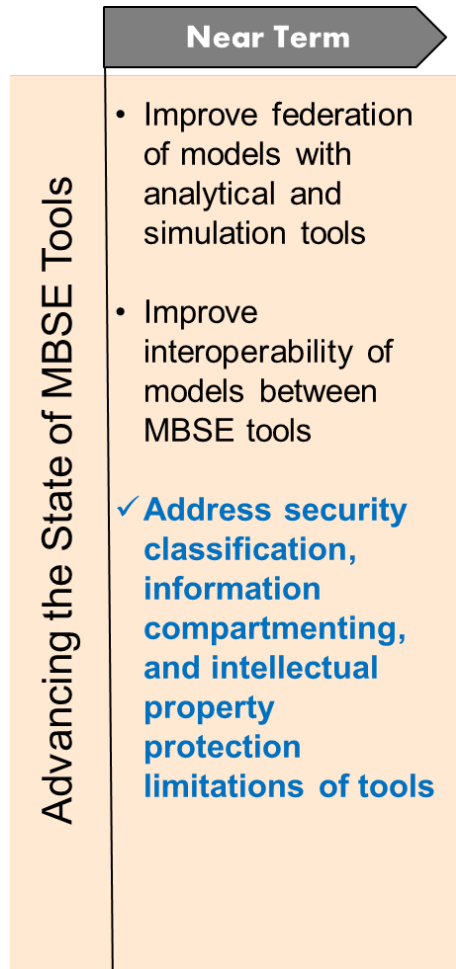 Near Term
Advancing the State of MBSE Tools
• Improve federation
of models with
analytical and
simulation tools
• Improve
interoperability of
models between
MBSE tools
✓ Address security
classification,
information
compartmenting,
and intellectual
property
protection
limitations of tools